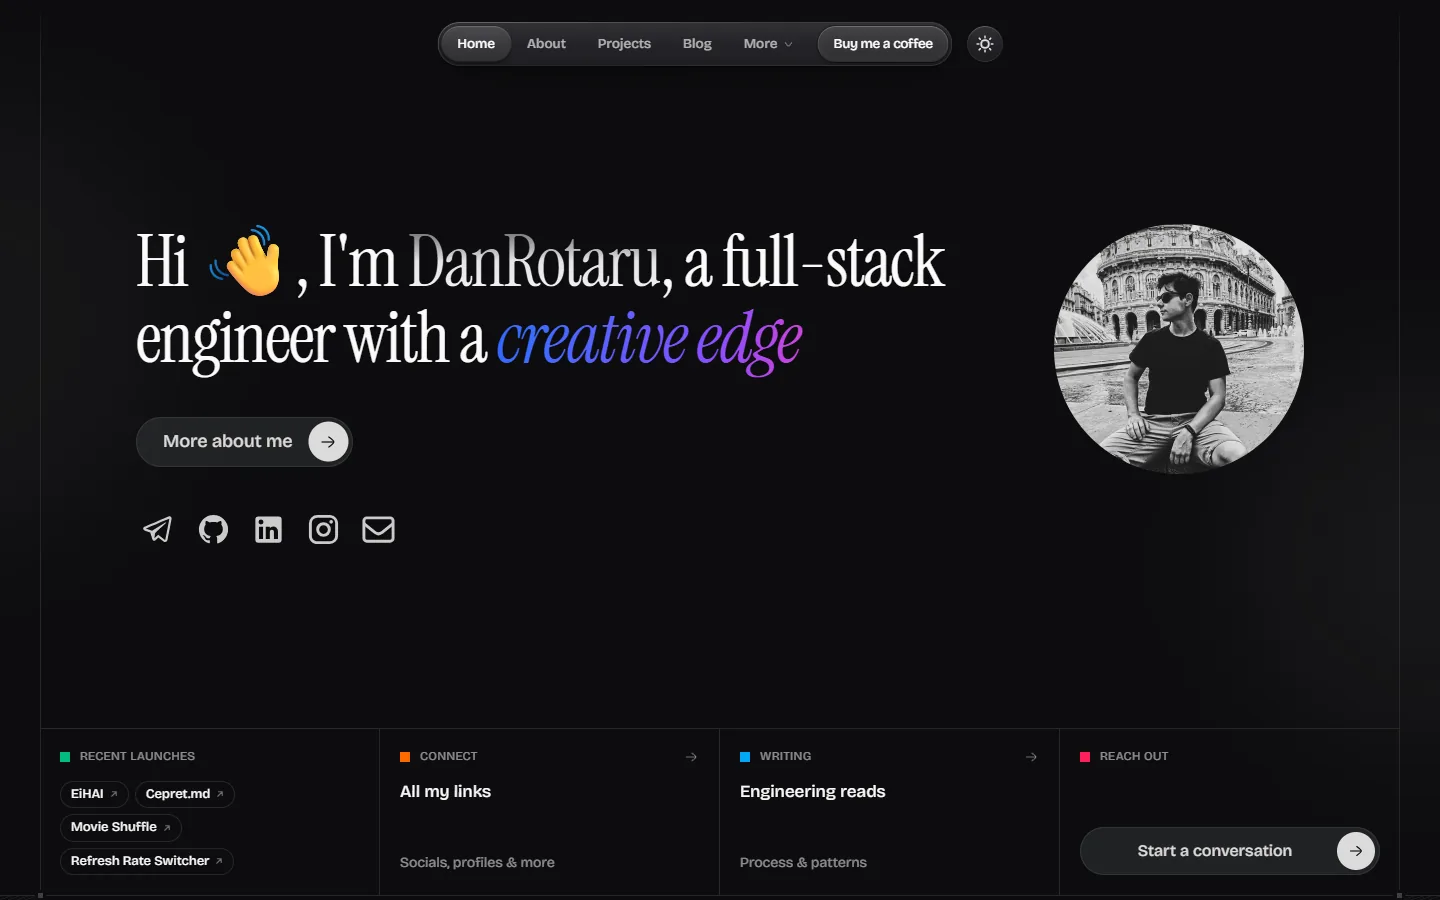 Home About Projects Blog More Buy me a coffee
Hi 👋 , I'm DanRotaru, a full-stack
engineer with a creative edge
More about me
RECENT LAUNCHES
EiHAI Cepret.md
Movie Shuffle
Refresh Rate Switcher
CONNECT
All my links
Socials, profiles & more
WRITING
Engineering reads
Process & patterns
REACH OUT
Start a conversation